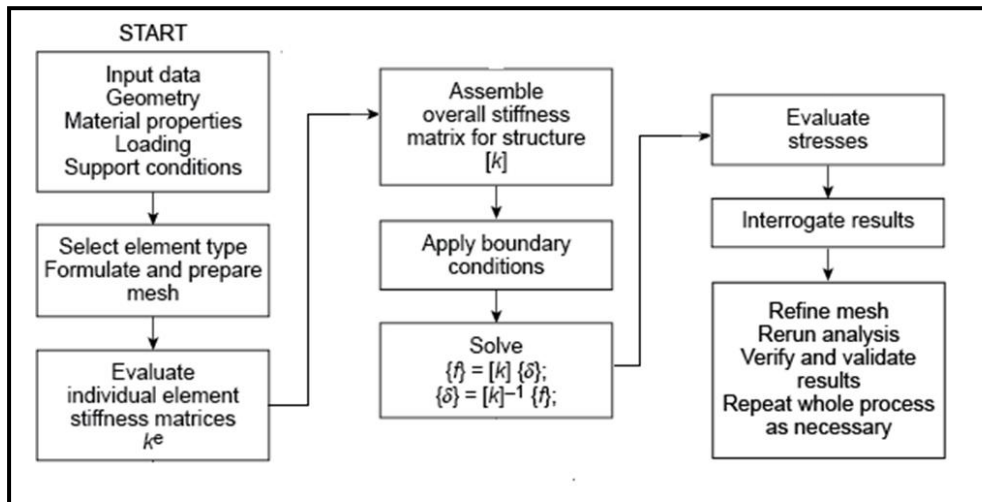 START
Input data
Geometry
Material properties
Loading
Support conditions
Select element type
Formulate and prepare
mesh
Evaluate
individual element
stiffness matrices
kᵉ
Assemble
overall stiffness
matrix for structure
[k]
Apply boundary
conditions
Solve
{f} = [k] {δ};
{δ} = [k]⁻¹ {f};
Evaluate
stresses
Interrogate results
Refine mesh
Rerun analysis
Verify and validate
results
Repeat whole process
as necessary